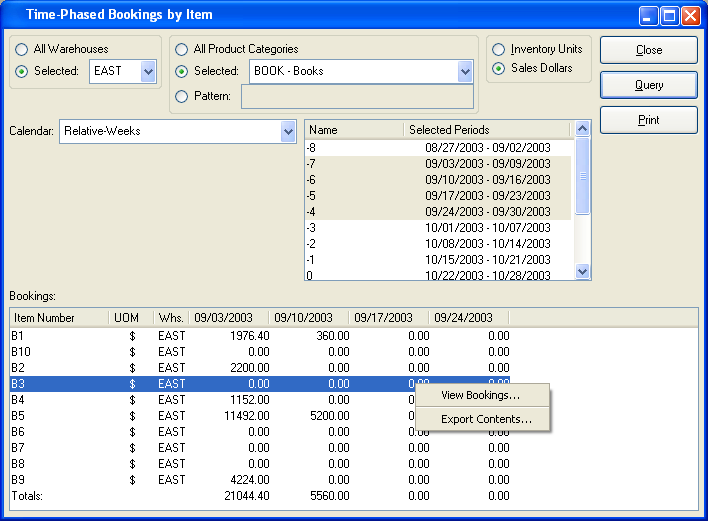 Time-Phased Bookings by Item
All Warehouses
Selected: EAST
All Product Categories
Selected: BOOK - Books
Pattern:
Inventory Units
Sales Dollars
Close
Query
Print
Calendar: Relative-Weeks
Name Selected Periods
-8 08/27/2003 - 09/02/2003
-7 09/03/2003 - 09/09/2003
-6 09/10/2003 - 09/16/2003
-5 09/17/2003 - 09/23/2003
-4 09/24/2003 - 09/30/2003
-3 10/01/2003 - 10/07/2003
-2 10/08/2003 - 10/14/2003
-1 10/15/2003 - 10/21/2003
0 10/22/2003 - 10/28/2003
Bookings:
Item Number UOM Whs. 09/03/2003 09/10/2003 09/17/2003 09/24/2003
B1 $ EAST 1976.40 360.00 0.00 0.00
B10 $ EAST 0.00 0.00 0.00 0.00
B2 $ EAST 2200.00 0.00 0.00 0.00
B3 $ EAST 0.00 0.00 0.00 0.00
B4 $ EAST 1152.00 0.00
B5 $ EAST 11492.00 5200.00
B6 $ EAST 0.00 0.00 0.00 0.00
B7 $ EAST 0.00 0.00 0.00 0.00
B8 $ EAST 0.00 0.00 0.00 0.00
B9 $ EAST 4224.00 0.00 0.00 0.00
Totals: 21044.40 5560.00 0.00 0.00
View Bookings...
Export Contents...